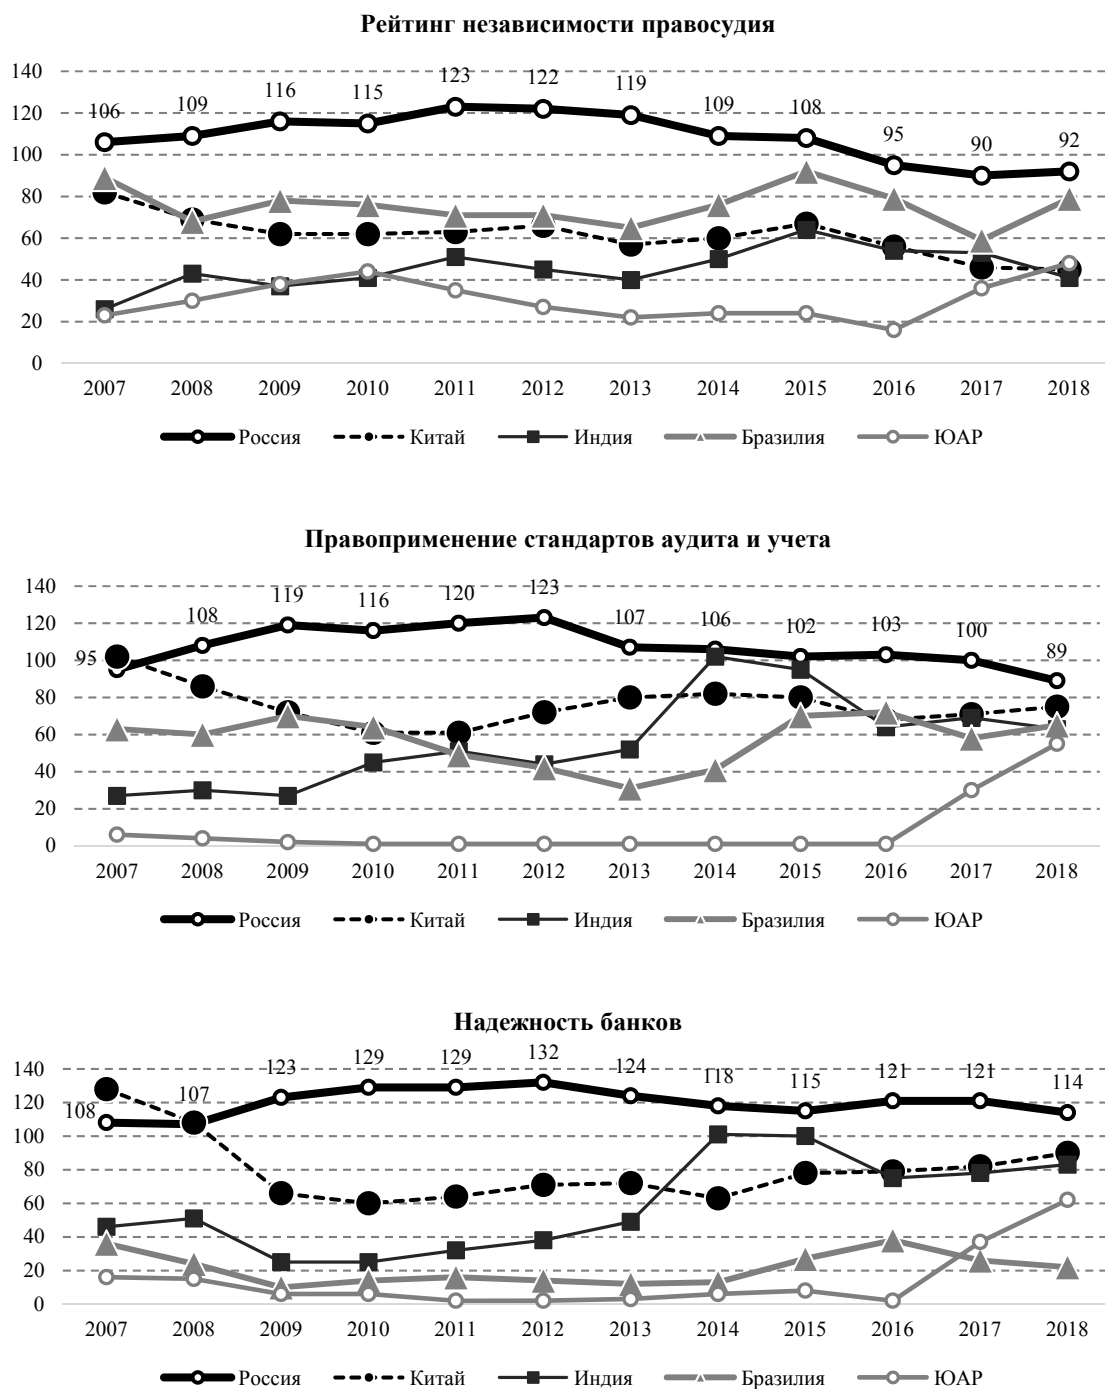 Рейтинг независимости правосудия
140
120
100
80
60
40
20
0
106 109 116 115 123 122 119 109 108 95 90 92
2007 2008 2009 2010 2011 2012 2013 2014 2015 2016 2017 2018
Россия Китай Индия Бразилия ЮАР
Правоприменение стандартов аудита и учета
140
120
100
80
60
40
20
0
95 108 119 116 120 123 107 106 102 103 100 89
2007 2008 2009 2010 2011 2012 2013 2014 2015 2016 2017 2018
Россия Китай Индия Бразилия ЮАР
Надежность банков
140
120
100
80
60
40
20
0
108 107 123 129 129 132 124 118 115 121 121 114
2007 2008 2009 2010 2011 2012 2013 2014 2015 2016 2017 2018
Россия Китай Индия Бразилия ЮАР